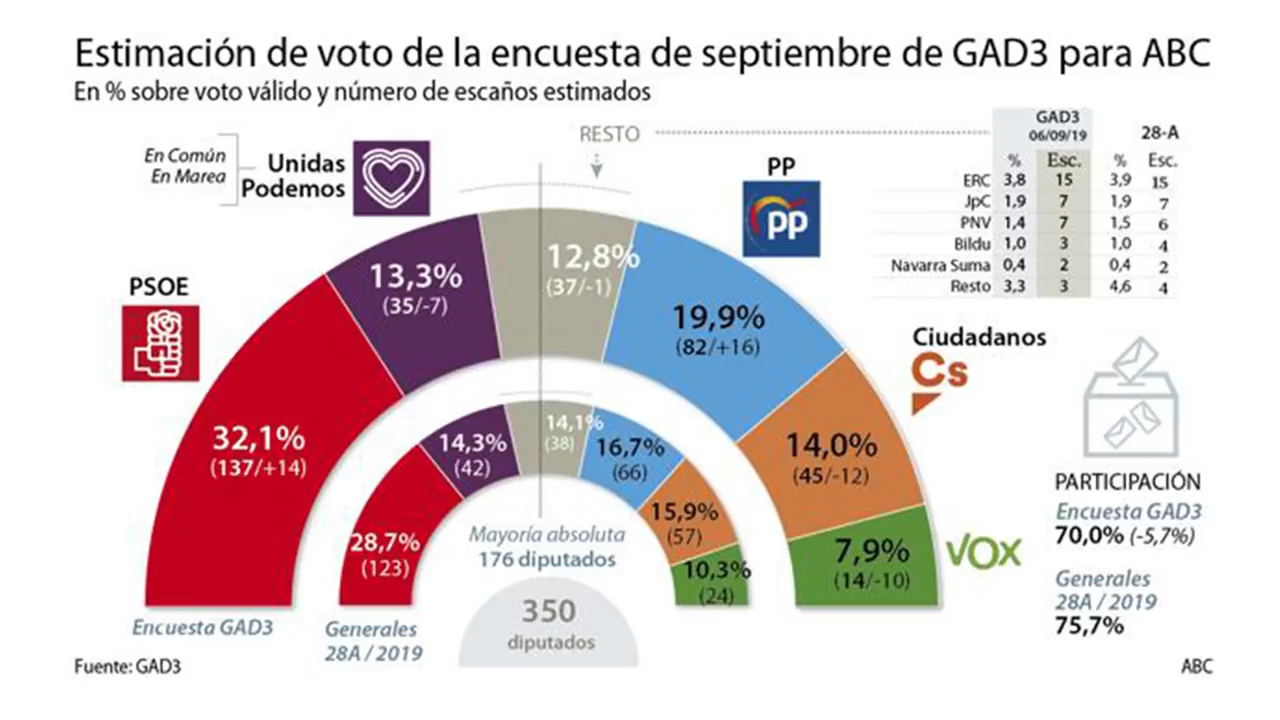 Estimación de voto de la encuesta de septiembre de GAD3 para ABC
En % sobre voto válido y número de escaños estimados
En Común
En Marea
Unidas
Podemos
RESTO
PP
pp
GAD3
06/09/19
28-A
% Esc. % Esc.
ERC 3,8 15 3,9 15
JpC 1,9 7 1,9 7
PNV 1,4 7 1,5 6
Bildu 1,0 3 1,0 4
Navarra Suma 0,4 2 0,4 2
Resto 3,3 3 4,6 4
PSOE
13,3%
(35/-7)
12,8%
(37/-1)
19,9%
(82/+16)
Ciudadanos
Cs
32,1%
(137/+14)
14,0%
(45/-12)
7,9%
(14/-10)
VOX
28,7%
(123)
14,3%
(42)
14,1%
(38)
16,7%
(66)
15,9%
(57)
10,3%
(24)
Mayoría absoluta
176 diputados
350
diputados
Encuesta GAD3
Generales
28A / 2019
PARTICIPACIÓN
Encuesta GAD3
70,0% (-5,7%)
Generales
28A / 2019
75,7%
Fuente: GAD3
ABC